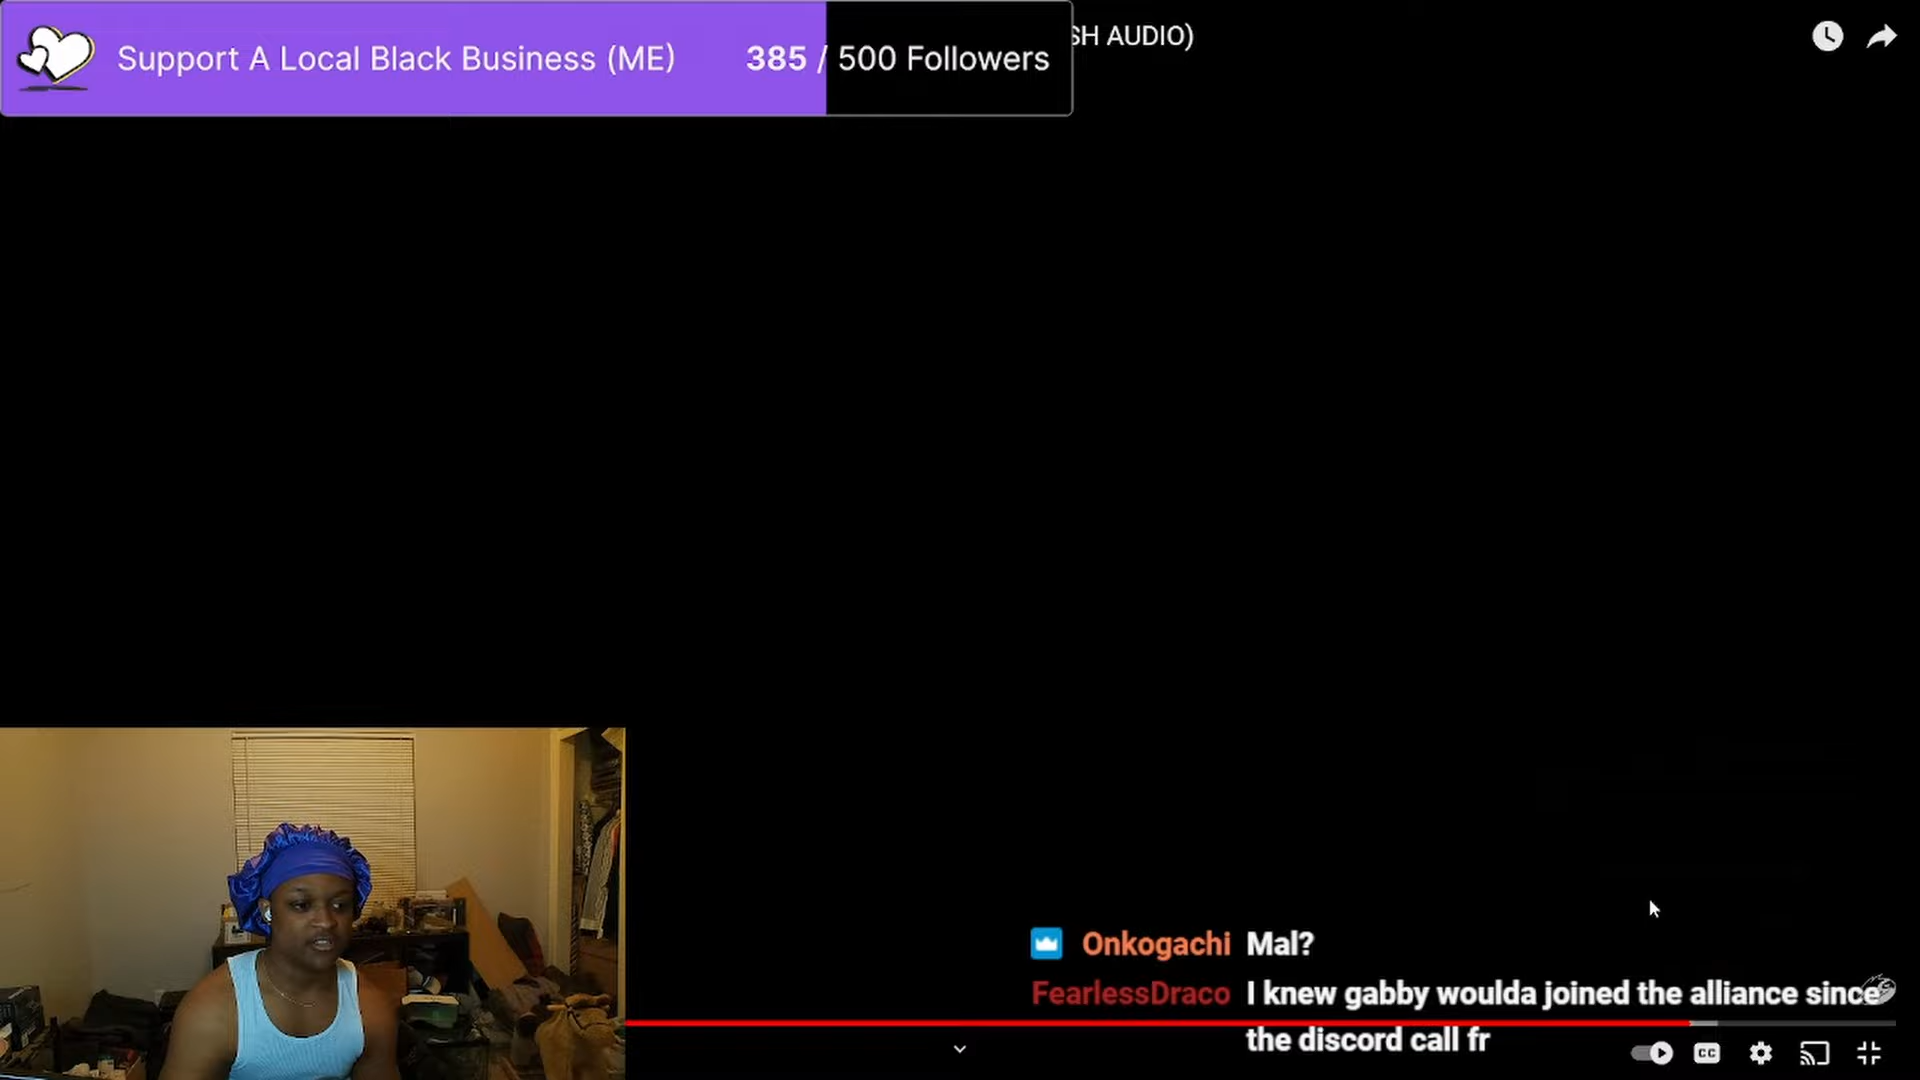 Support A Local Black Business (ME) 385 / 500 Followers
SH AUDIO)
Onkogachi Mal?
FearlessDraco I knew gabby woulda joined the alliance since
the discord call fr
CC